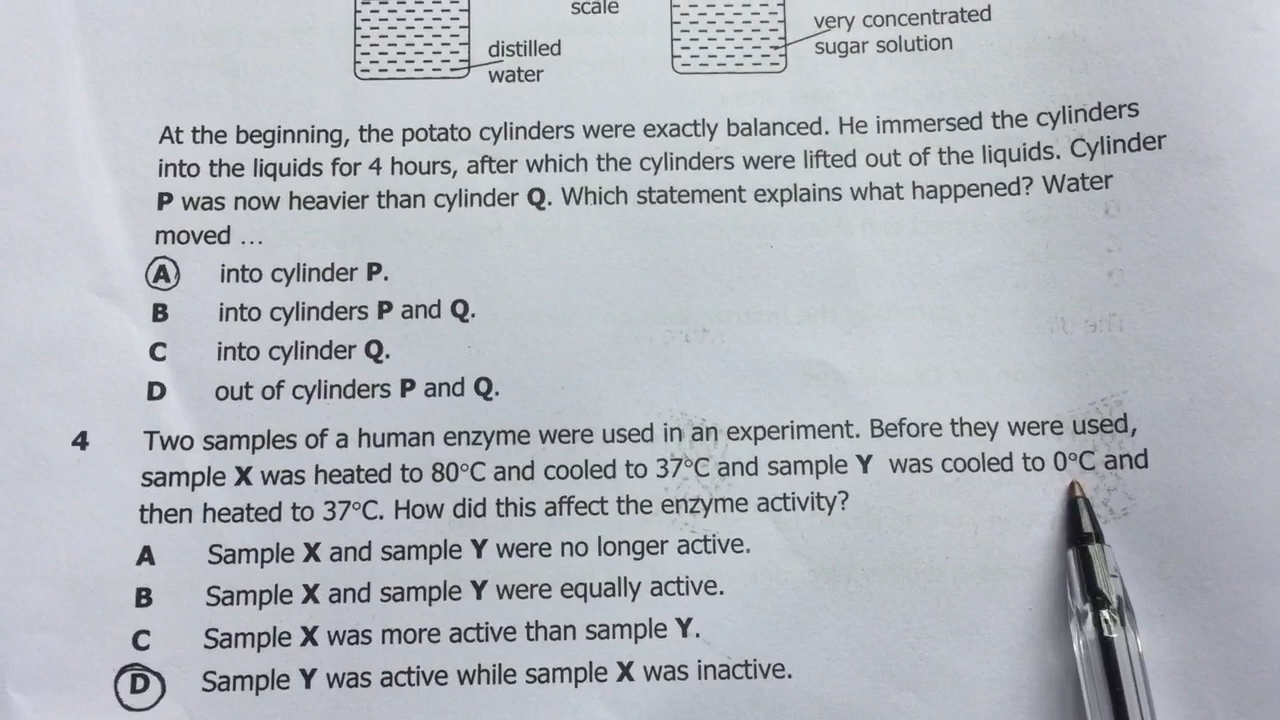 scale
very concentrated
sugar solution
distilled
water
At the beginning, the potato cylinders were exactly balanced. He immersed the cylinders
into the liquids for 4 hours, after which the cylinders were lifted out of the liquids. Cylinder
P was now heavier than cylinder Q. Which statement explains what happened? Water
moved ...
A into cylinder P.
B into cylinders P and Q.
C into cylinder Q.
D out of cylinders P and Q.
4 Two samples of a human enzyme were used in an experiment. Before they were used,
sample X was heated to 80°C and cooled to 37°C and sample Y was cooled to 0°C and
then heated to 37°C. How did this affect the enzyme activity?
A Sample X and sample Y were no longer active.
B Sample X and sample Y were equally active.
C Sample X was more active than sample Y.
D Sample Y was active while sample X was inactive.